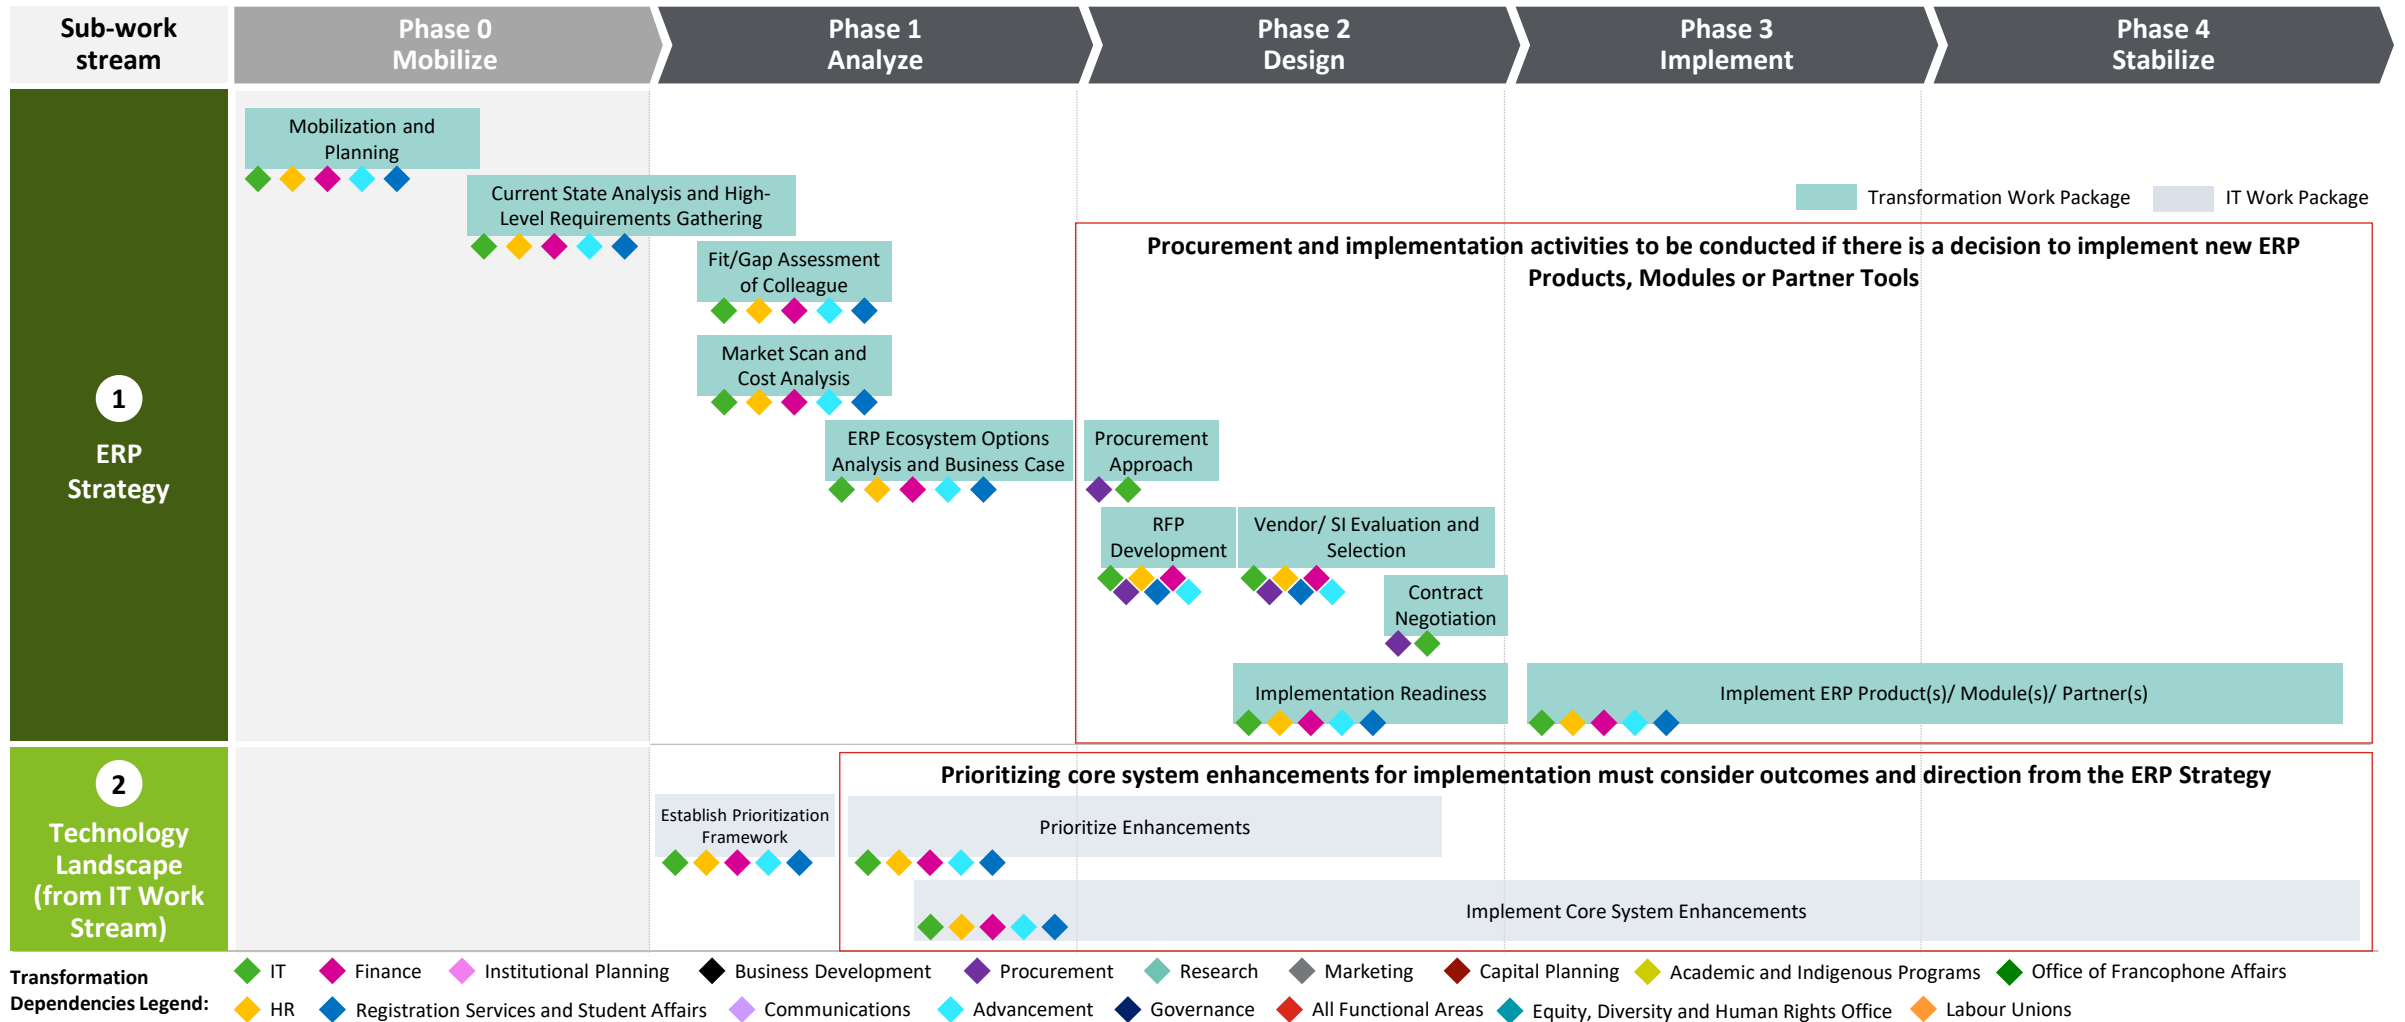 Sub-work
stream
Phase 0
Mobilize
Phase 1
Analyze
Phase 2
Design
Phase 3
Implement
Phase 4
Stabilize
1
ERP
Strategy
Mobilization and
Planning
Current State Analysis and High-
Level Requirements Gathering
Transformation Work Package
IT Work Package
Procurement and implementation activities to be conducted if there is a decision to implement new ERP
Products, Modules or Partner Tools
Fit/Gap Assessment
of Colleague
Market Scan and
Cost Analysis
ERP Ecosystem Options
Analysis and Business Case
Procurement
Approach
RFP
Development
Vendor/ SI Evaluation and
Selection
Contract
Negotiation
Implementation Readiness
Implement ERP Product(s)/ Module(s)/ Partner(s)
2
Technology
Landscape
(from IT Work
Stream)
Prioritizing core system enhancements for implementation must consider outcomes and direction from the ERP Strategy
Establish Prioritization
Framework
Prioritize Enhancements
Implement Core System Enhancements
Transformation
Dependencies Legend:
IT
Finance
Institutional Planning
Business Development
Procurement
Research
Marketing
Capital Planning
Academic and Indigenous Programs
Office of Francophone Affairs
HR
Registration Services and Student Affairs
Communications
Advancement
Governance
All Functional Areas
Equity, Diversity and Human Rights Office
Labour Unions